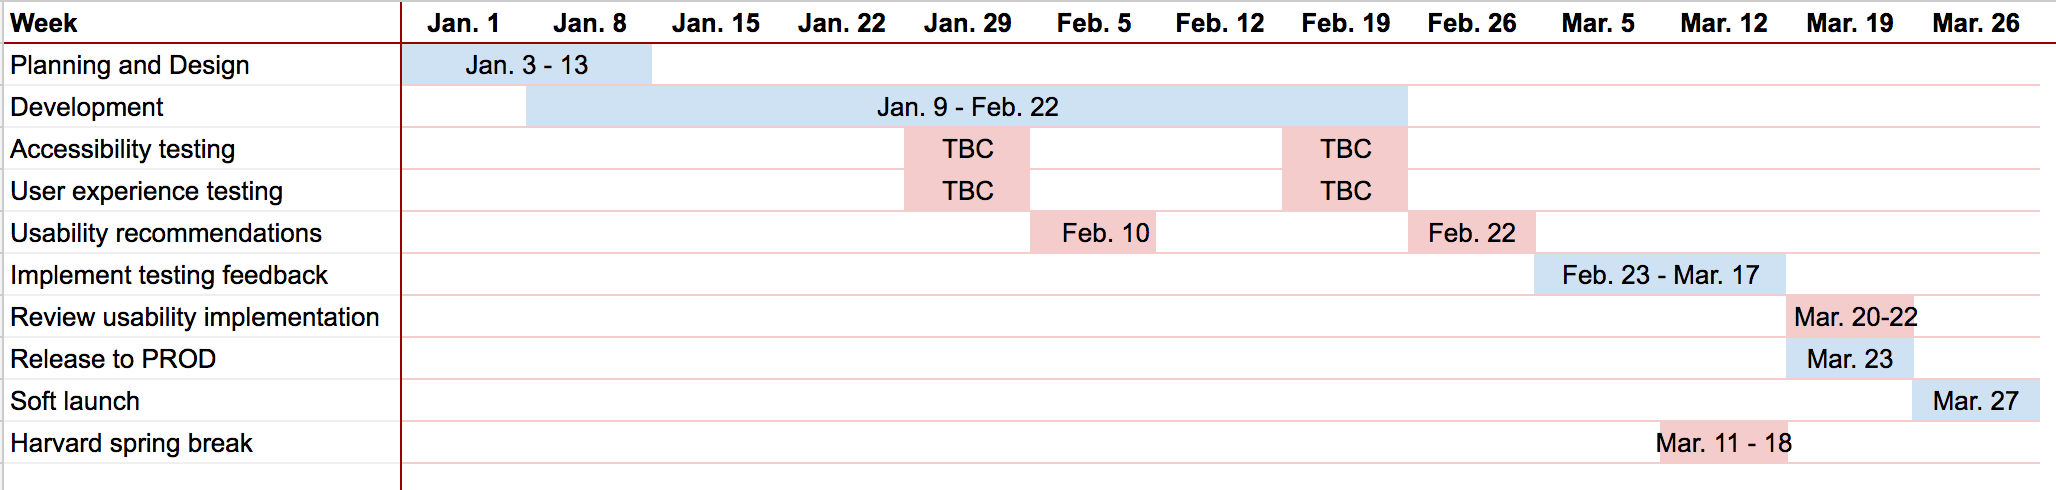 Week Jan. 1 Jan. 8 Jan. 15 Jan. 22 Jan. 29 Feb. 5 Feb. 12 Feb. 19 Feb. 26 Mar. 5 Mar. 12 Mar. 19 Mar. 26
Planning and Design Jan. 3 - 13
Development Jan. 9 - Feb. 22
Accessibility testing TBC TBC
User experience testing TBC TBC
Usability recommendations Feb. 10 Feb. 22
Implement testing feedback Feb. 23 - Mar. 17
Review usability implementation Mar. 20-22
Release to PROD Mar. 23
Soft launch Mar. 27
Harvard spring break Mar. 11 - 18